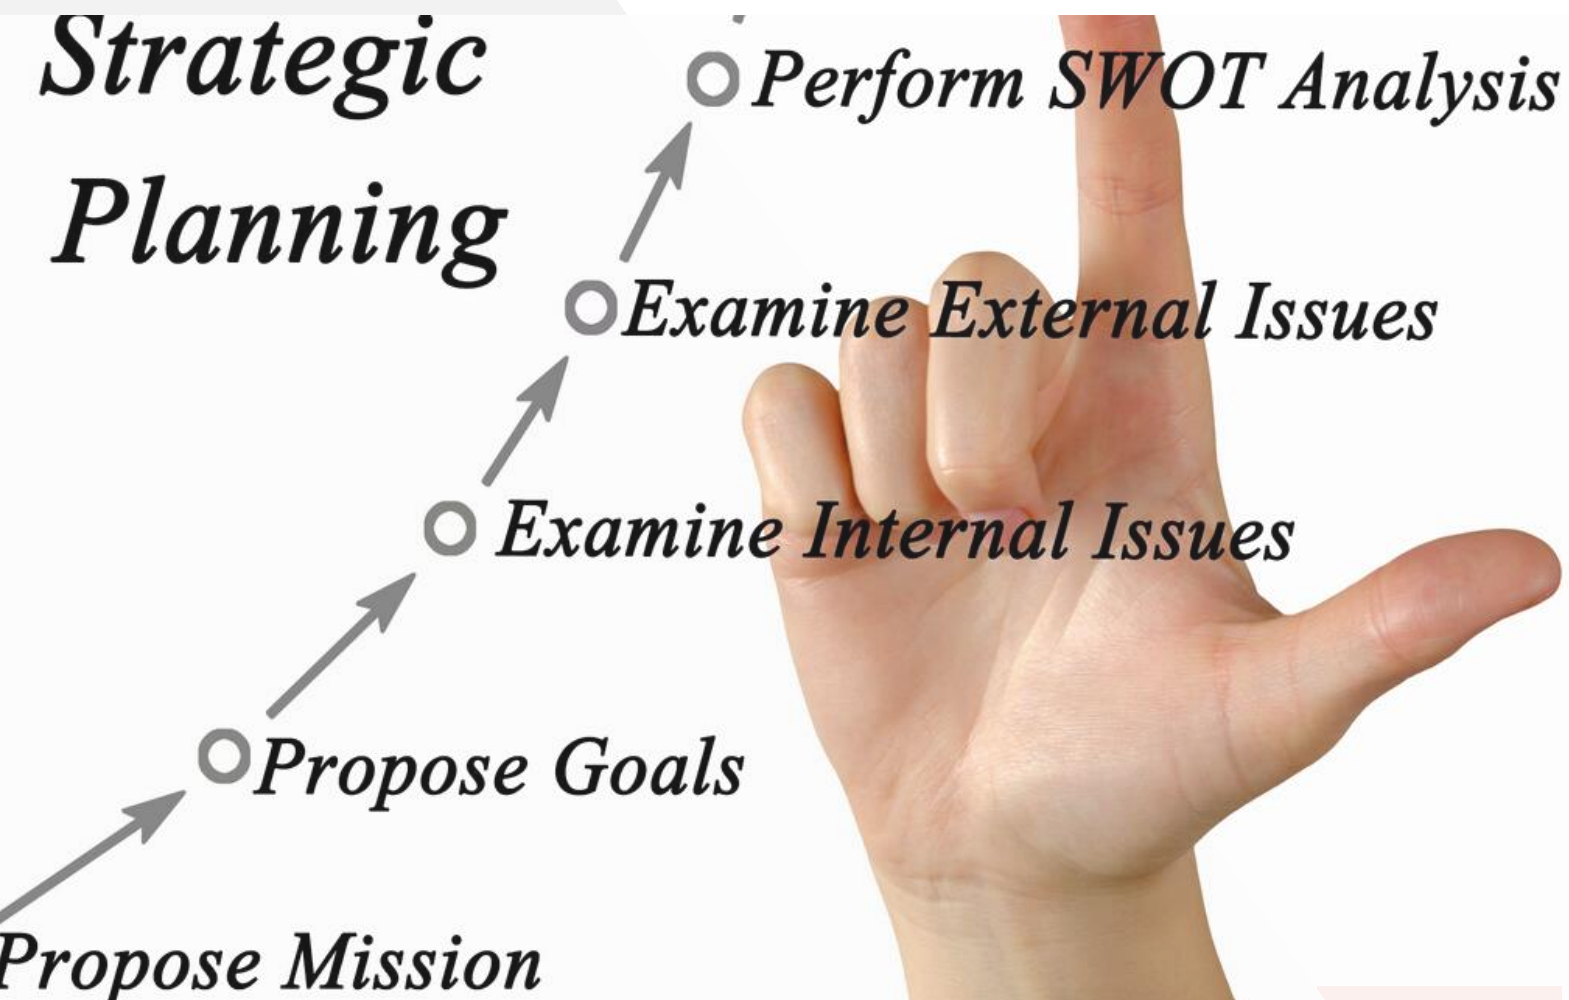 Strategic
Planning
Perform SWOT Analysis
Examine External Issues
Examine Internal Issues
Propose Goals
Propose Mission